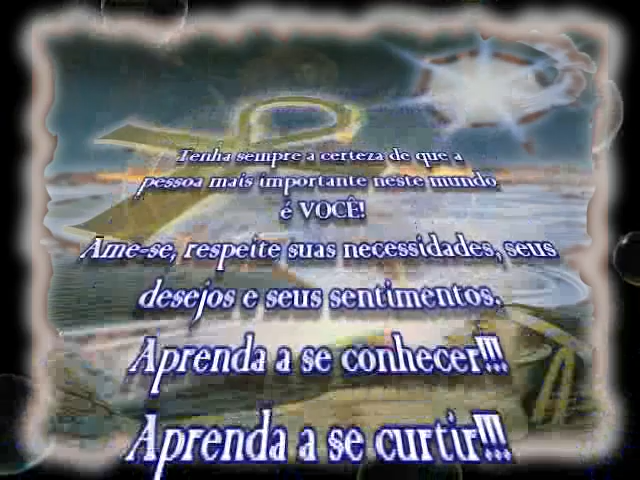 Tenha sempre a certeza de que a
pessoa mais importante neste mundo
é VOCÊ!
Ame-se, respeite suas necessidades, seus
desejos e seus sentimentos.
Aprenda a se conhecer!!!
Aprenda a se curtir!!!